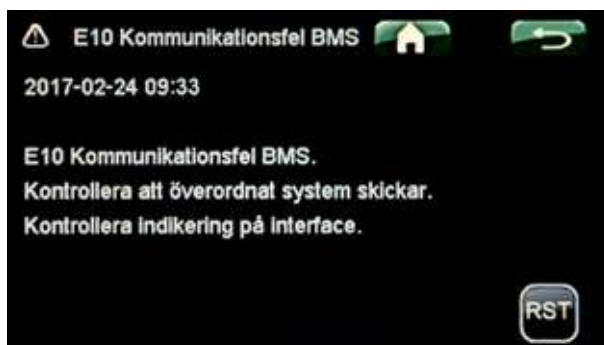 E10 Kommunikationsfel BMS
2017-02-24 09:33
E10 Kommunikationsfel BMS.
Kontrollera att överordnat system skickar.
Kontrollera indikering på interface.
RST